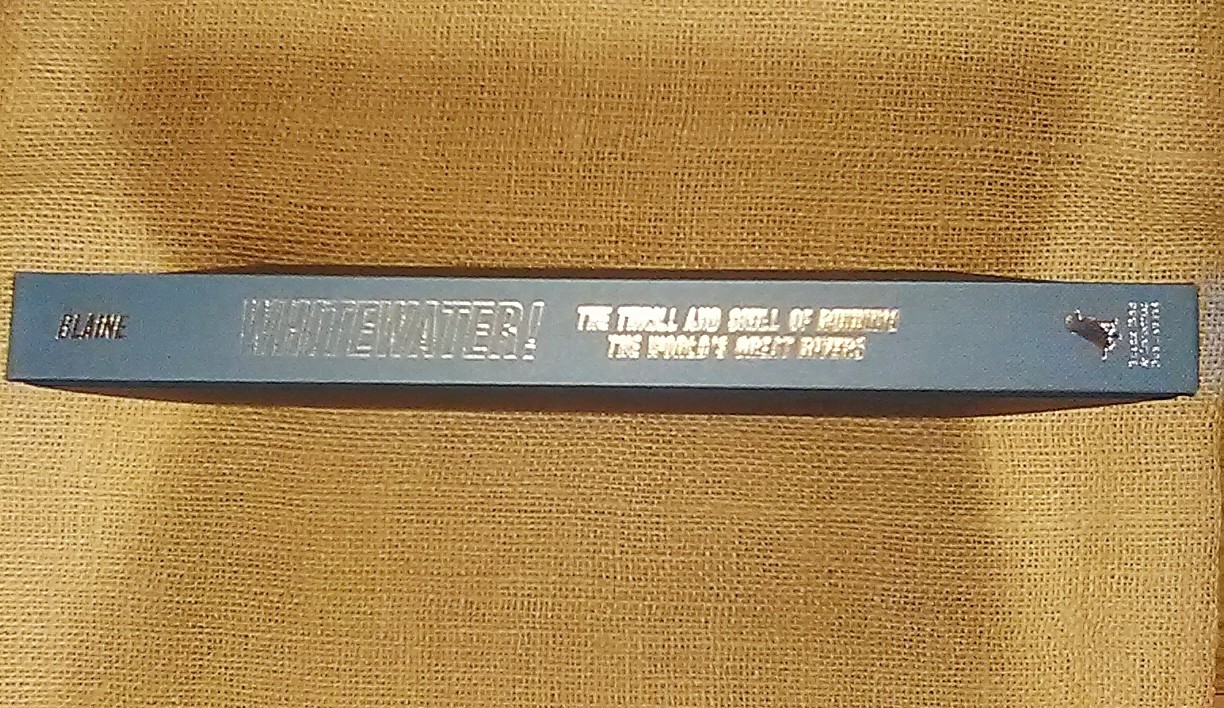 BLAINE
WHITEWATER!
THE THRILL AND SKILL OF RUNNING
THE WORLD'S GREAT RIVERS